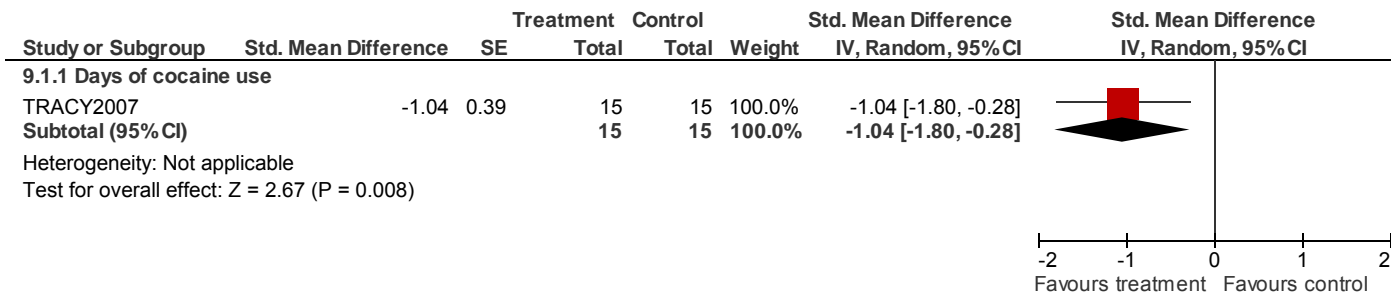 Treatment Control Std. Mean Difference Std. Mean Difference
Study or Subgroup Std. Mean Difference SE Total Total Weight IV, Random, 95% CI IV, Random, 95% CI
9.1.1 Days of cocaine use
TRACY2007 -1.04 0.39 15 15 100.0% -1.04 [-1.80, -0.28]
Subtotal (95% CI) 15 15 100.0% -1.04 [-1.80, -0.28]
Heterogeneity: Not applicable
Test for overall effect: Z = 2.67 (P = 0.008)
-2 -1 0 1 2
Favours treatment Favours control